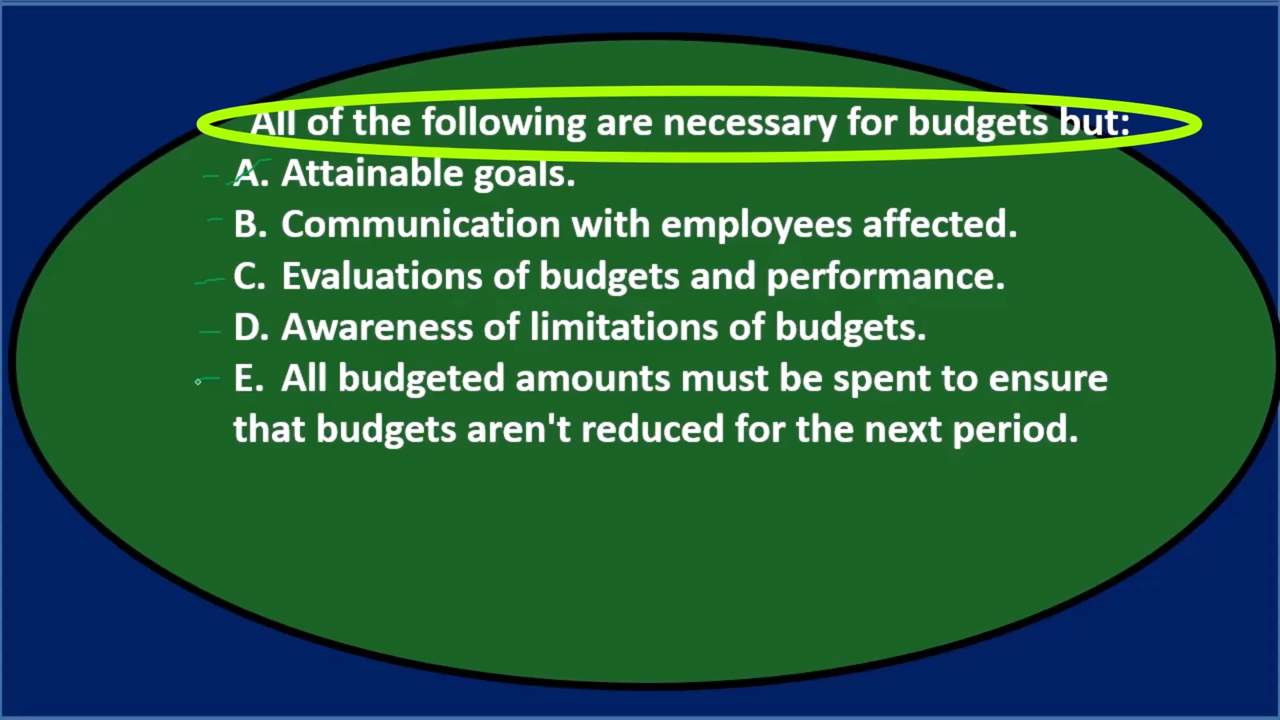 All of the following are necessary for budgets but:
A. Attainable goals.
B. Communication with employees affected.
C. Evaluations of budgets and performance.
D. Awareness of limitations of budgets.
E. All budgeted amounts must be spent to ensure
that budgets aren't reduced for the next period.